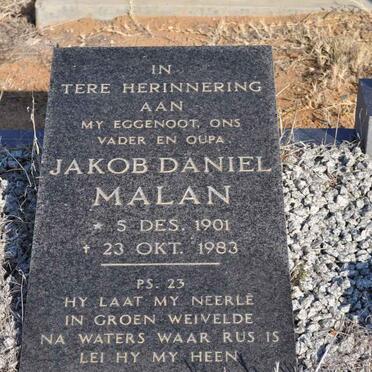 IN
TERE HERINNERING
AAN
MY EGGENOOT, ONS
VADER EN OUPA
JAKOB DANIEL
MALAN
* 5 DES. 1901
† 23 OKT. 1983
PS. 23
HY LAAT MY NEERLÊ
IN GROEN WEIVELDE
NA WATERS WAAR RUS IS
LEI HY MY HEEN